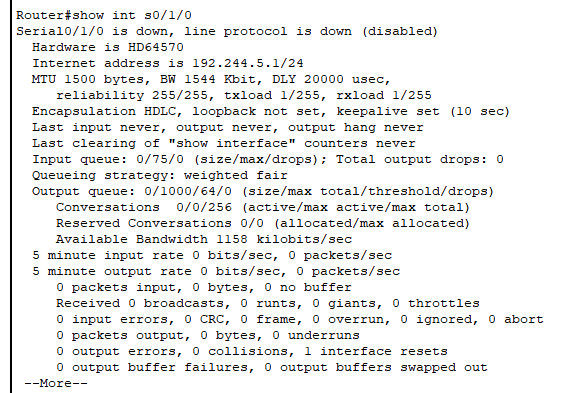 Router#show int s0/1/0
Serial0/1/0 is down, line protocol is down (disabled)
Hardware is HD64570
Internet address is 192.244.5.1/24
MTU 1500 bytes, BW 1544 Kbit, DLY 20000 usec,
reliability 255/255, txload 1/255, rxload 1/255
Encapsulation HDLC, loopback not set, keepalive set (10 sec)
Last input never, output never, output hang never
Last clearing of "show interface" counters never
Input queue: 0/75/0 (size/max/drops); Total output drops: 0
Queueing strategy: weighted fair
Output queue: 0/1000/64/0 (size/max total/threshold/drops)
Conversations  0/0/256 (active/max active/max total)
Reserved Conversations 0/0 (allocated/max allocated)
Available Bandwidth 1158 kilobits/sec
5 minute input rate 0 bits/sec, 0 packets/sec
5 minute output rate 0 bits/sec, 0 packets/sec
0 packets input, 0 bytes, 0 no buffer
Received 0 broadcasts, 0 runts, 0 giants, 0 throttles
0 input errors, 0 CRC, 0 frame, 0 overrun, 0 ignored, 0 abort
0 packets output, 0 bytes, 0 underruns
0 output errors, 0 collisions, 1 interface resets
0 output buffer failures, 0 output buffers swapped out
--More--